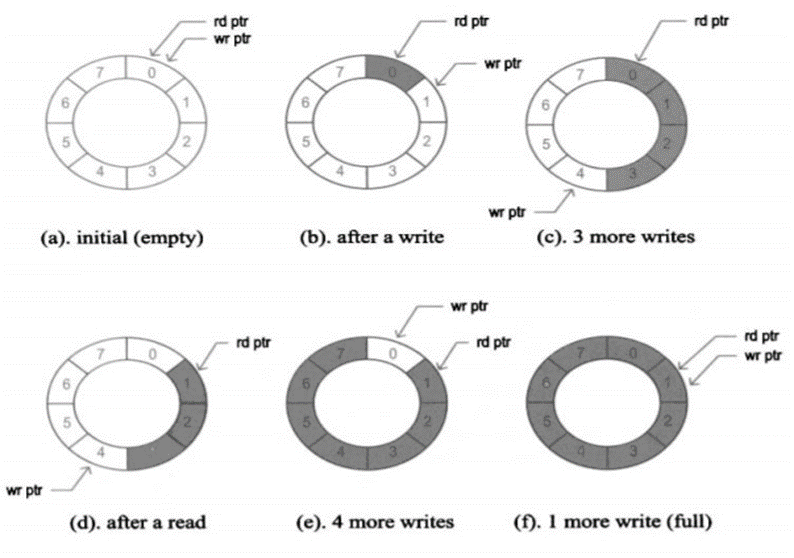 rd ptr
wr ptr
7 0
6 1
5 2
4 3
(a). initial (empty)
rd ptr
wr ptr
7 0
6 1
5 2
4 3
(b). after a write
rd ptr
7 0
6 1
5 2
4 3
wr ptr
(c). 3 more writes
rd ptr
7 0
6 1
5 2
4
wr ptr
(d). after a read
wr ptr
rd ptr
7 0
6 1
5 2
4 3
(e). 4 more writes
rd ptr
wr ptr
7 0
6 1
5 2
4 3
(f). 1 more write (full)